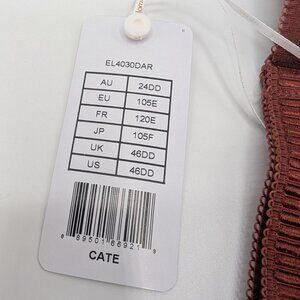 EL4030DAR
AU 24DD
EU 105E
FR 120E
JP 105F
UK 46DD
US 46DD
CATE